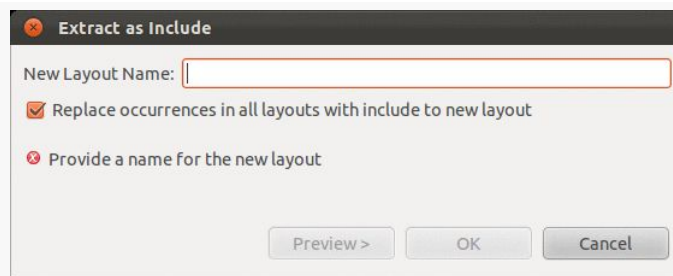 Extract as Include
New Layout Name:
Replace occurrences in all layouts with include to new layout
Provide a name for the new layout
Preview > OK Cancel